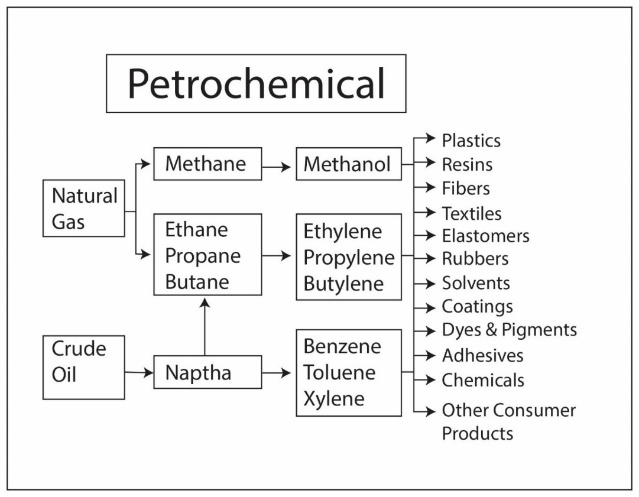 Petrochemical
Natural
Gas
Methane
Methanol
Ethane
Propane
Butane
Ethylene
Propylene
Butylene
Crude
Oil
Naptha
Benzene
Toluene
Xylene
Plastics
Resins
Fibers
Textiles
Elastomers
Rubbers
Solvents
Coatings
Dyes & Pigments
Adhesives
Chemicals
Other Consumer
Products